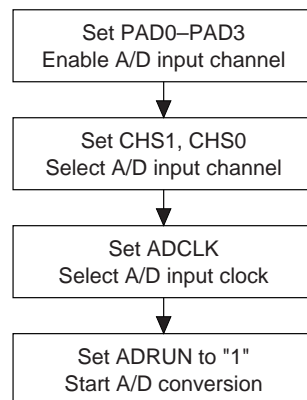 Set PAD0–PAD3
Enable A/D input channel
Set CHS1, CHS0
Select A/D input channel
Set ADCLK
Select A/D input clock
Set ADRUN to "1"
Start A/D conversion